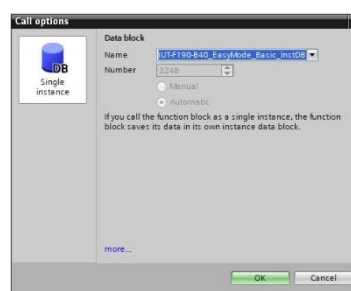 Call options
Data block
Name IUT-F190-B40_EasyMode_Basic_InstDB
Number 3248
Manual
Automatic
DB
Single
instance
If you call the function block as a single instance, the function
block saves its data in its own instance data block.
more...
OK Cancel